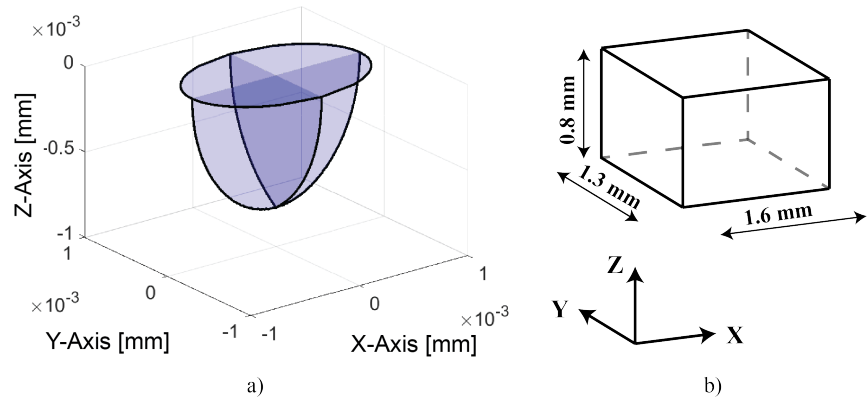 ×10⁻³
0
-0.5
-1
Z-Axis [mm]
1
0
-1
×10⁻³
Y-Axis [mm]
-1
0
1
×10⁻³
X-Axis [mm]
a)
0.8 mm
1.3 mm
1.6 mm
Z
Y
X
b)